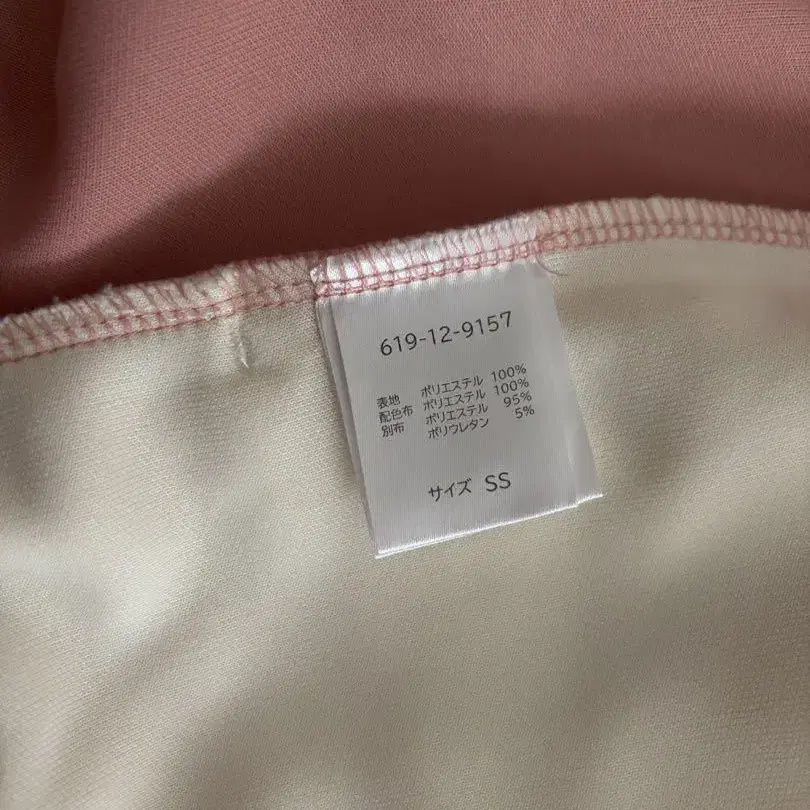 619-12-9157
表地 ポリエステル 100%
配色布 ポリエステル 100%
別布 ポリエステル 95%
ポリウレタン 5%
サイズ SS